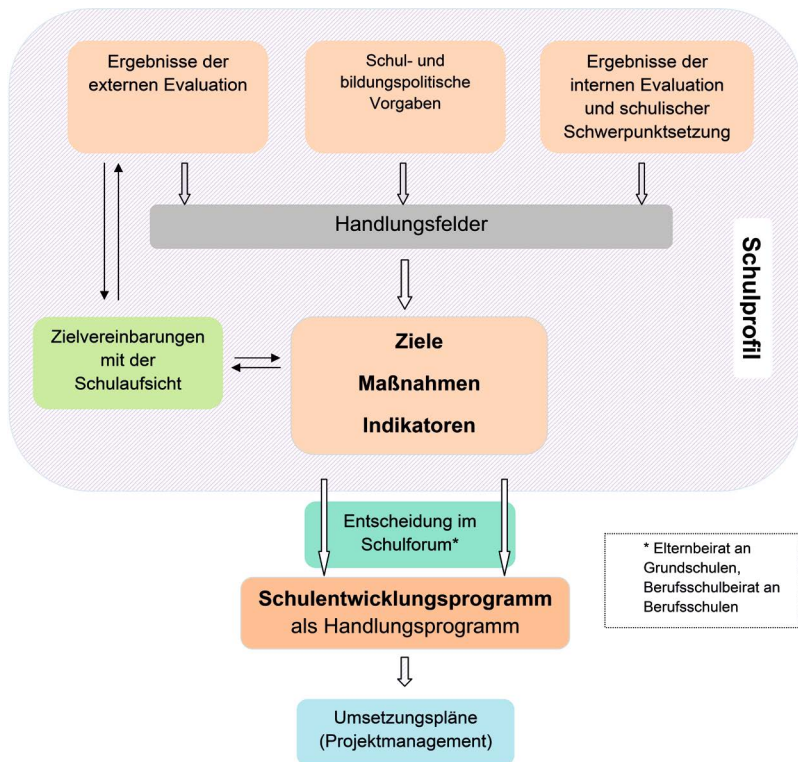 Ergebnisse der
externen Evaluation
Schul- und
bildungspolitische
Vorgaben
Ergebnisse der
internen Evaluation
und schulischer
Schwerpunktsetzung
Handlungsfelder
Schulprofil
Zielvereinbarungen
mit der
Schulaufsicht
Ziele
Maßnahmen
Indikatoren
Entscheidung im
Schulforum*
* Elternbeirat an
Grundschulen,
Berufsschulbeirat an
Berufsschulen
Schulentwicklungsprogramm
als Handlungsprogramm
Umsetzungspläne
(Projektmanagement)